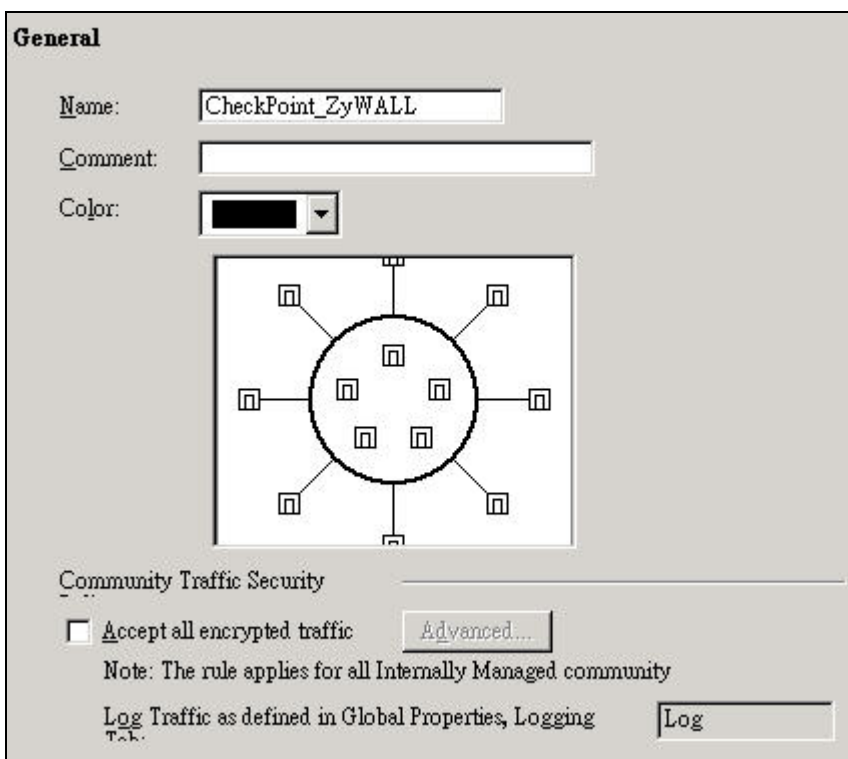 General
Name: CheckPoint_ZyWALL
Comment:
Color:
Community Traffic Security
Accept all encrypted traffic Advanced...
Note: The rule applies for all Internally Managed community
Log Traffic as defined in Global Properties, Logging Log